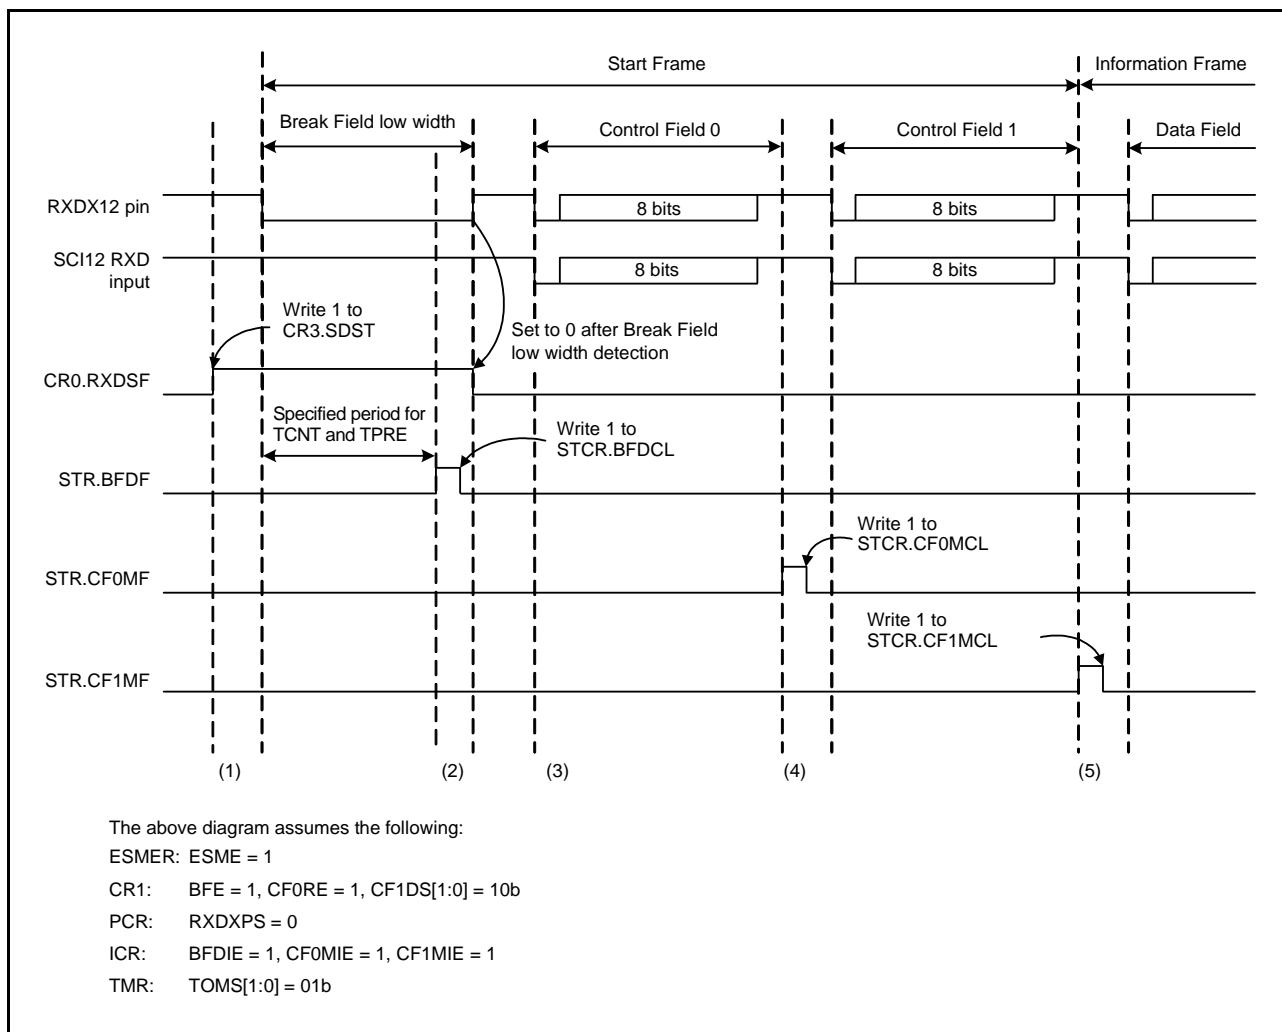 Start Frame
Information Frame
Break Field low width
Control Field 0
Control Field 1
Data Field
RXDX12 pin
8 bits
8 bits
SCI12 RXD
input
8 bits
8 bits
Write 1 to
CR3.SDST
Set to 0 after Break Field
low width detection
CR0.RXDSF
Specified period for
TCNT and TPRE
Write 1 to
STCR.BFDCL
STR.BFDF
Write 1 to
STCR.CF0MCL
STR.CF0MF
Write 1 to
STCR.CF1MCL
STR.CF1MF
(1) (2) (3) (4) (5)
The above diagram assumes the following:
ESMER: ESME = 1
CR1: BFE = 1, CF0RE = 1, CF1DS[1:0] = 10b
PCR: RXDXPS = 0
ICR: BFDIE = 1, CF0MIE = 1, CF1MIE = 1
TMR: TOMS[1:0] = 01b